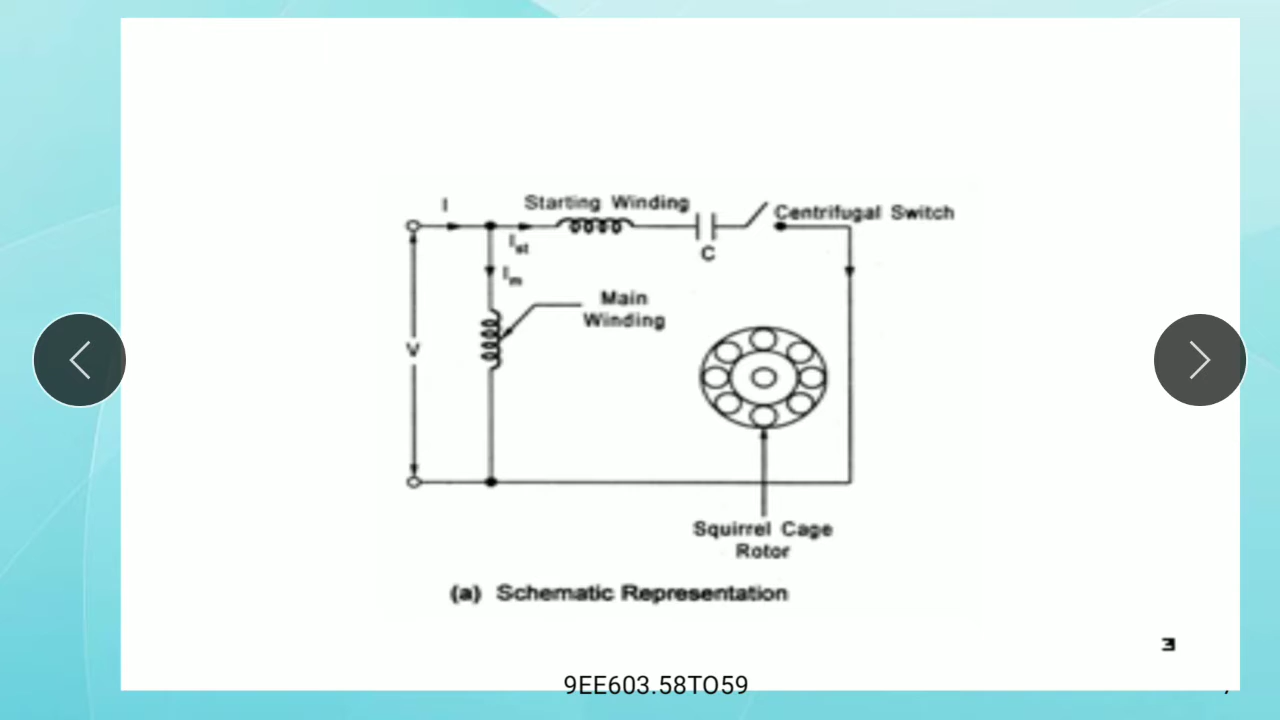 I
Starting Winding
Centrifugal Switch
Ist
C
Im
Main
Winding
V
Squirrel Cage
Rotor
(a) Schematic Representation
3
9EE603.58TO59